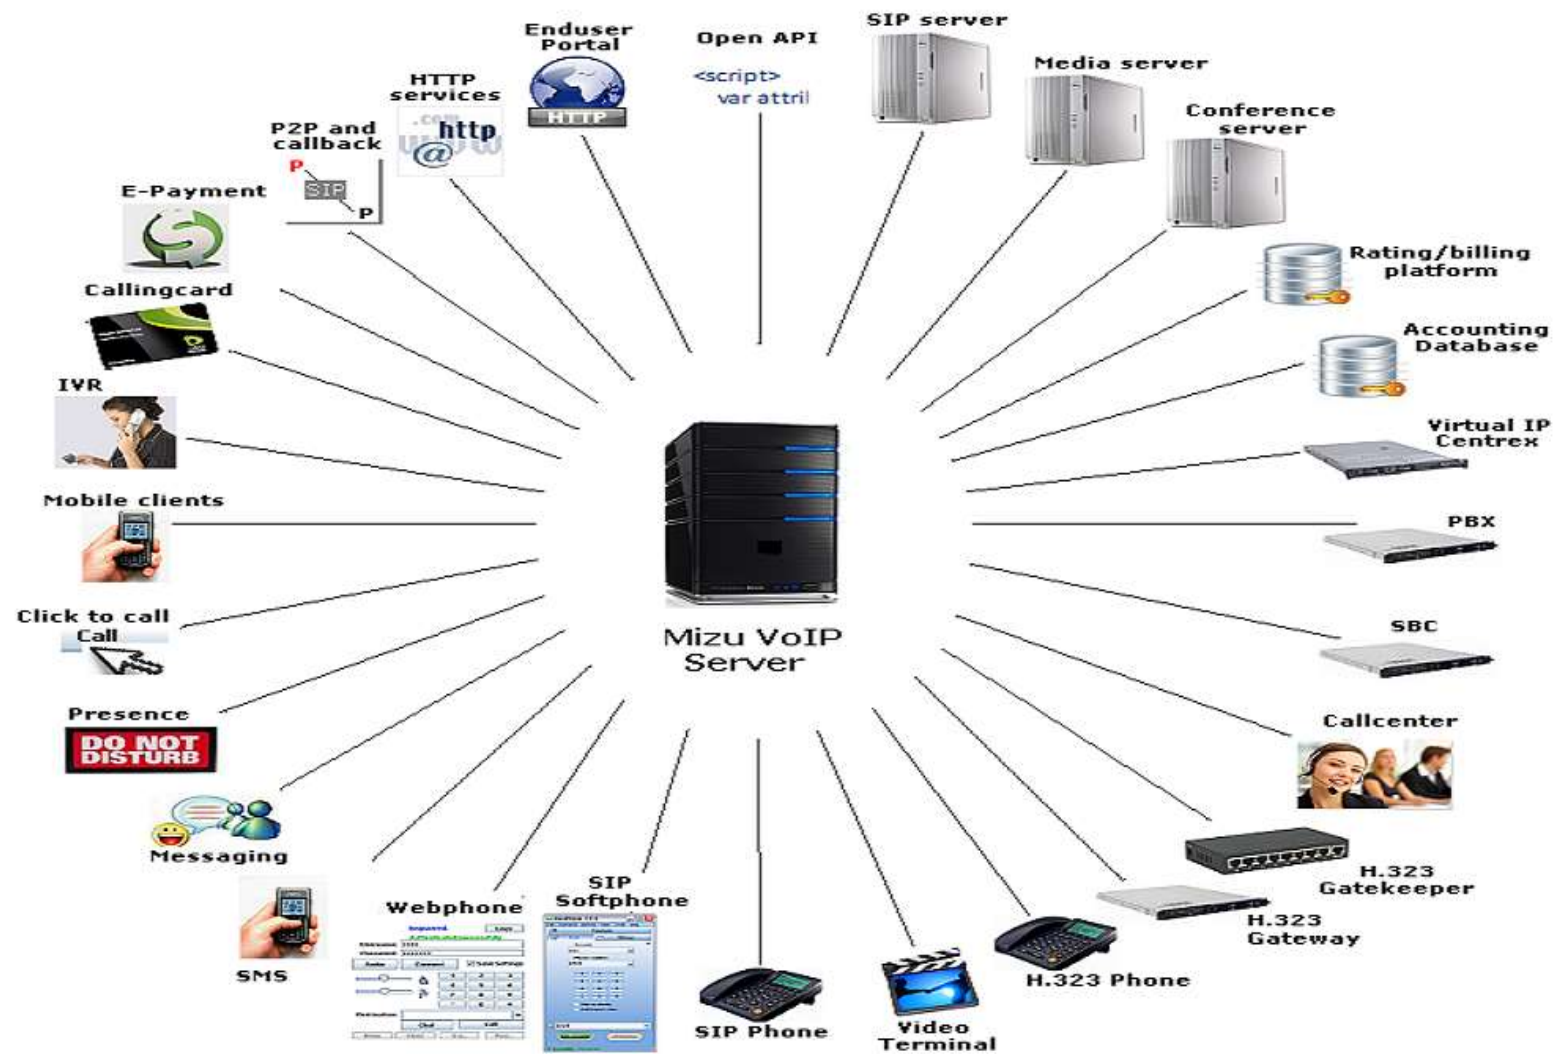 Enduser
Portal
HTTP
Open API
<script>
var attril
SIP server
Media server
Conference
server
Rating/billing
platform
Accounting
Database
Virtual IP
Centrex
PBX
SBC
Callcenter
H.323
Gatekeeper
H.323
Gateway
H.323 Phone
Video
Terminal
SIP Phone
SIP
Softphone
Webphone
SMS
Messaging
Presence
DO NOT
DISTURB
Click to call
Call
Mobile clients
IVR
Callingcard
E-Payment
P2P and
callback
P
SIP
P
HTTP
services
.com
http
www
@
Mizu VoIP
Server